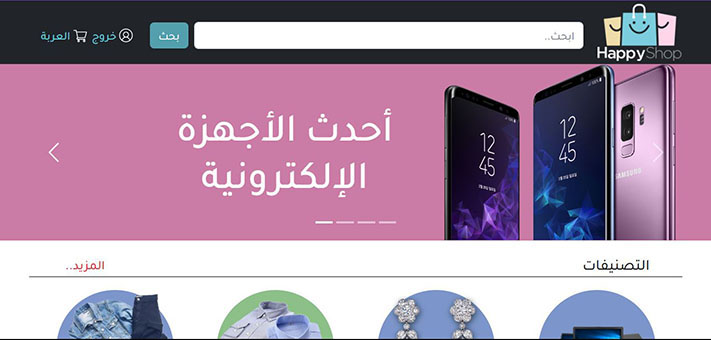 HappyShop
ابحث..
بحث
خروج
العربة
أحدث الأجهزة
الإلكترونية
12
45
12
45
SAMSUNG
التصنيفات
المزيد..